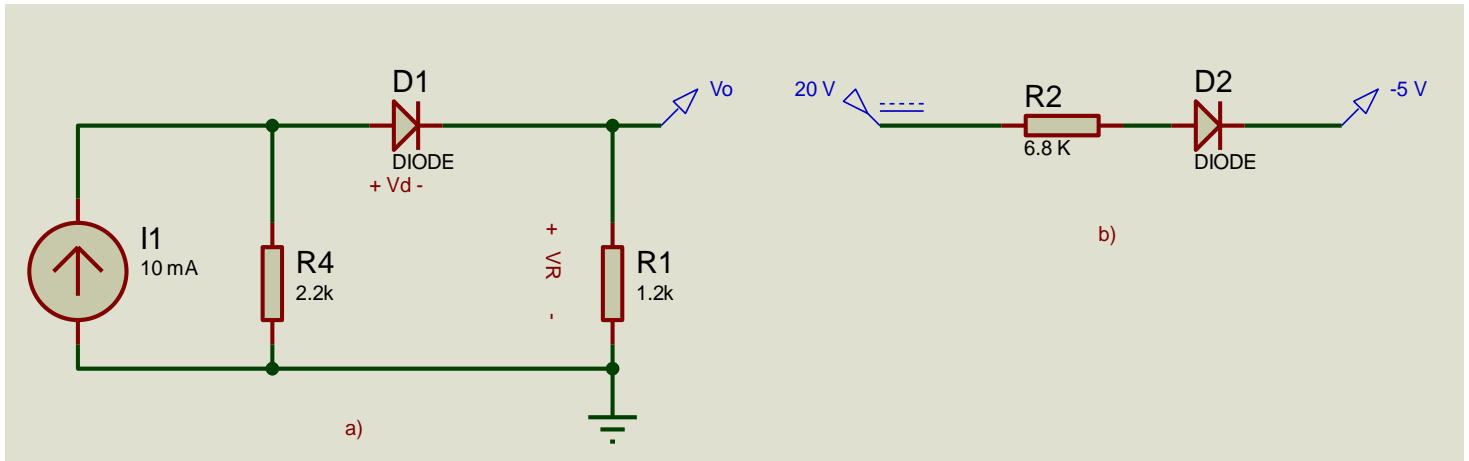 D1
Vo
DIODE
+ Vd -
I1
10 mA
R4
2.2k
+ VR -
R1
1.2k
a)
20 V
R2
6.8 K
D2
DIODE
-5 V
b)